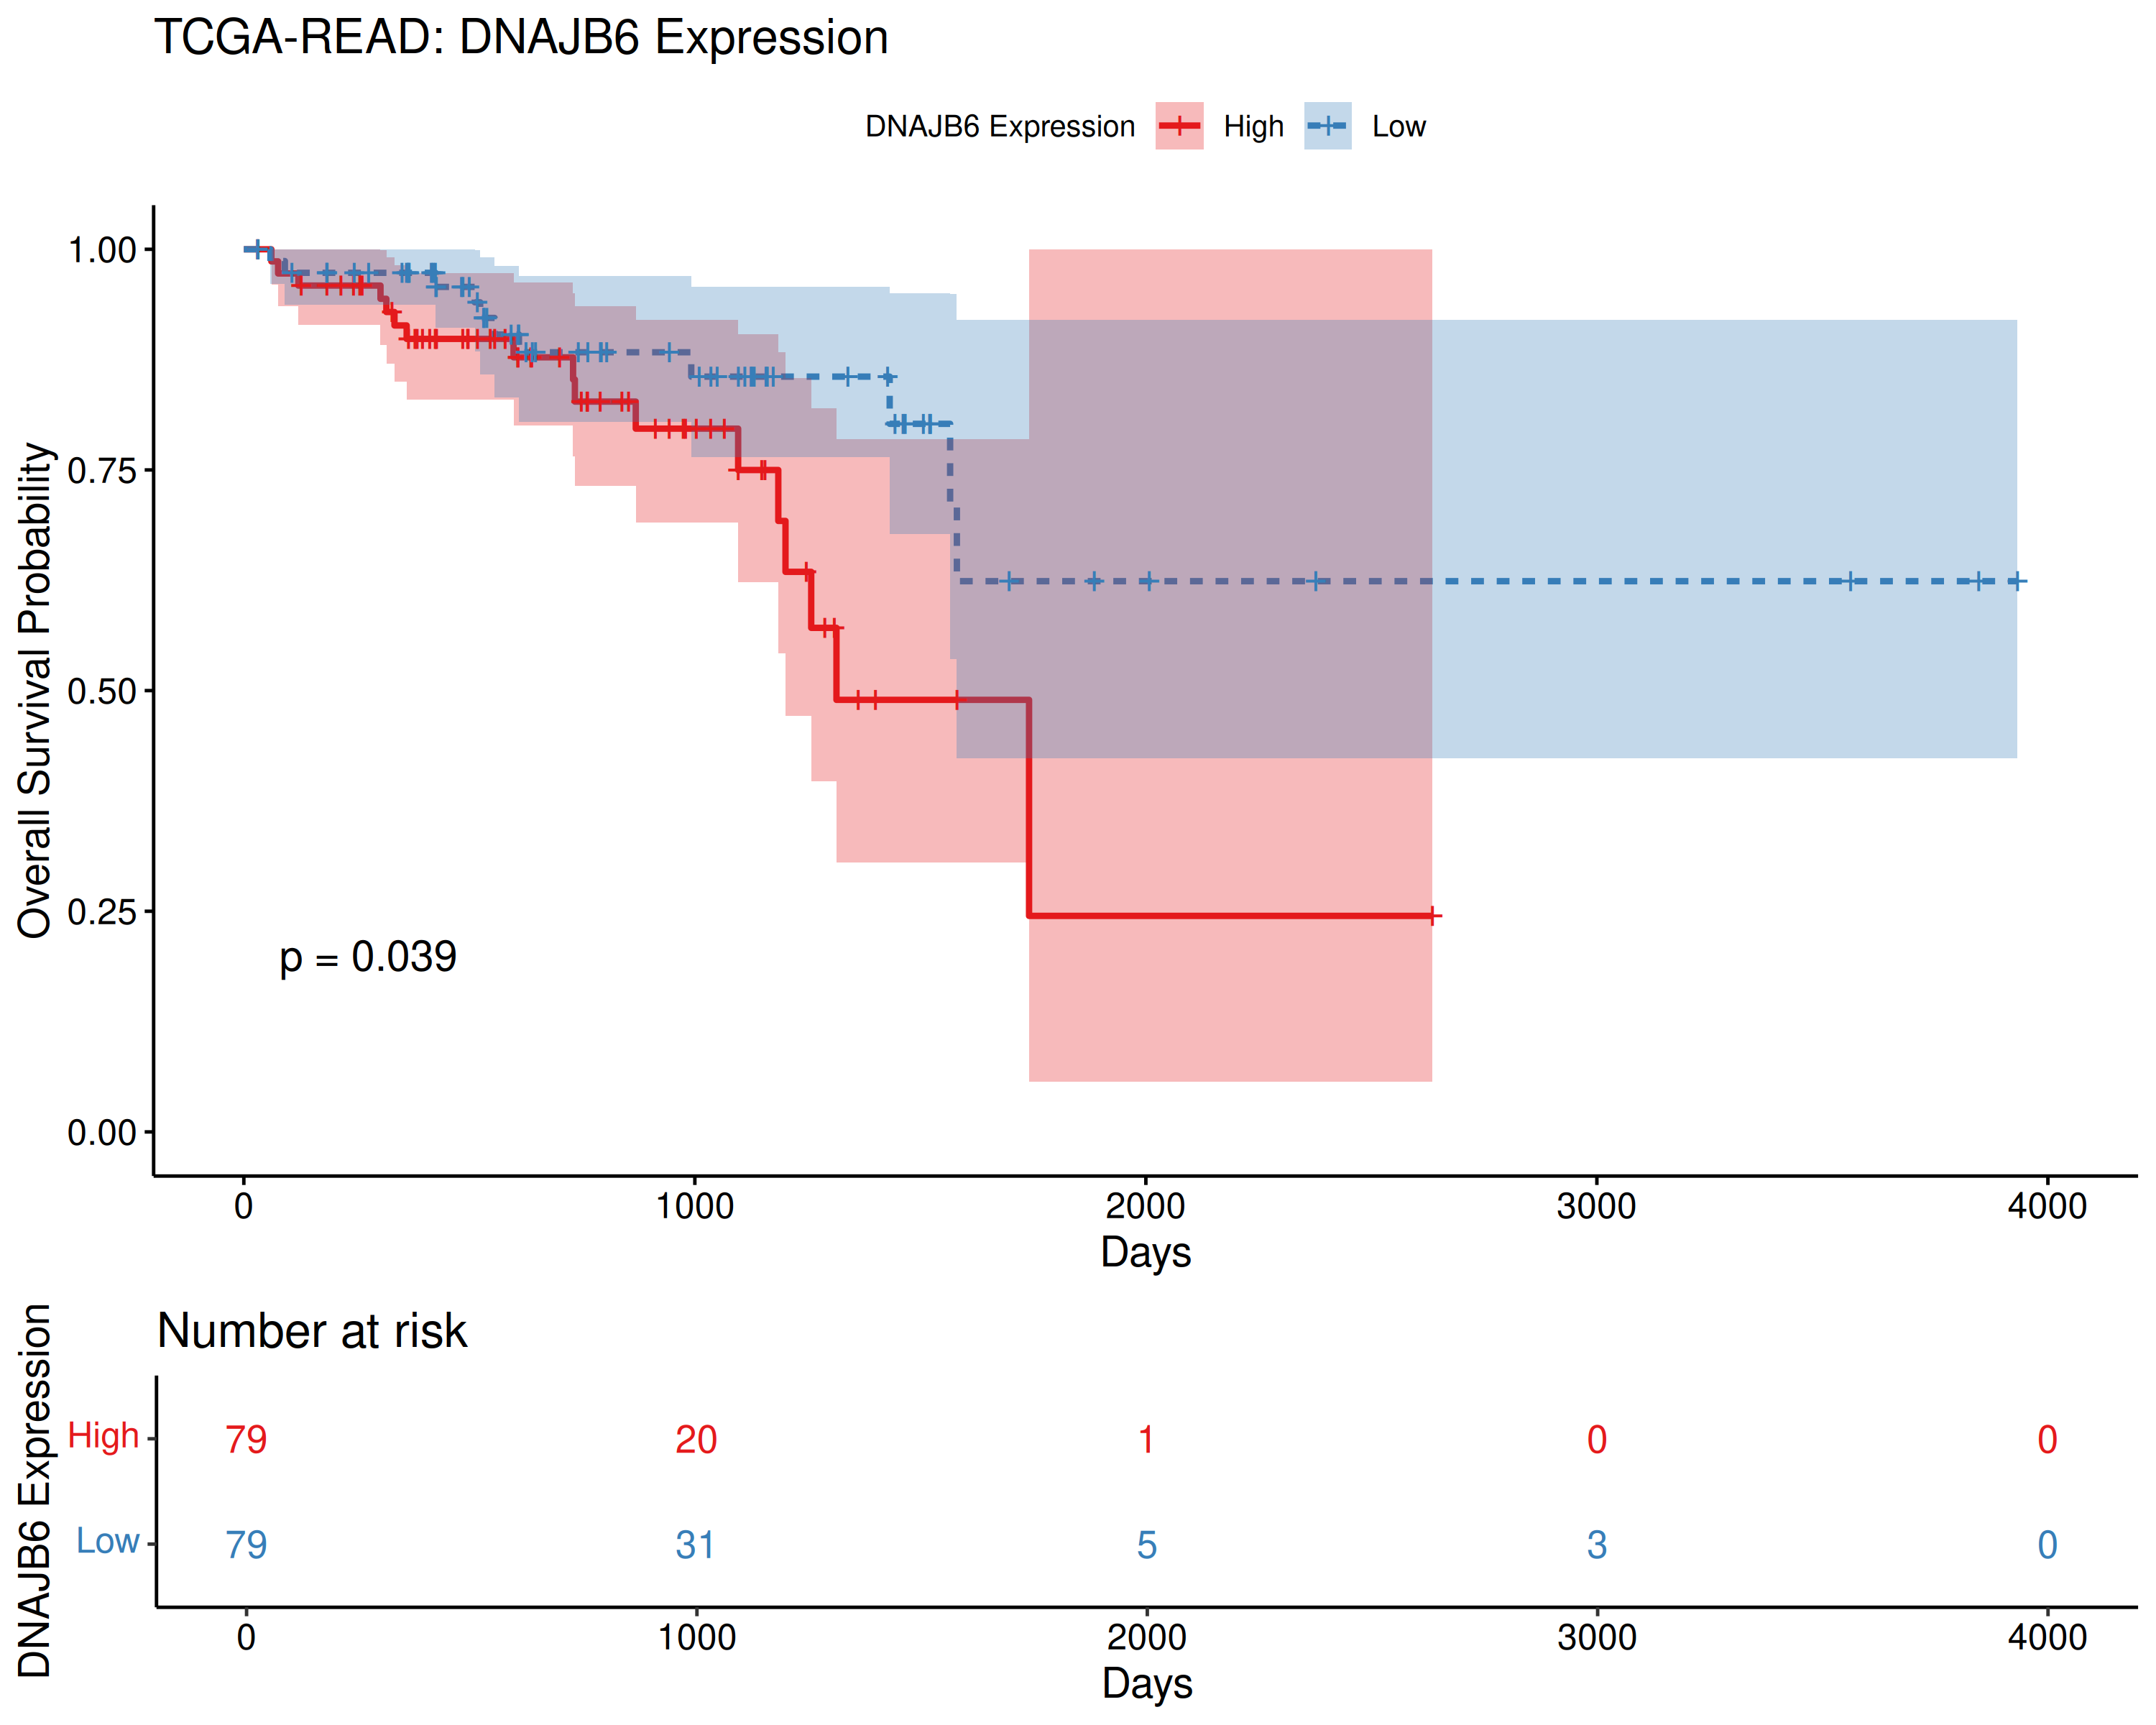 TCGA-READ: DNAJB6 Expression
DNAJB6 Expression High Low
Overall Survival Probability
1.00
0.75
0.50
0.25
0.00
p = 0.039
0 1000 2000 3000 4000
Days
Number at risk
DNAJB6 Expression
High 79 20 1 0 0
Low 79 31 5 3 0
0 1000 2000 3000 4000
Days